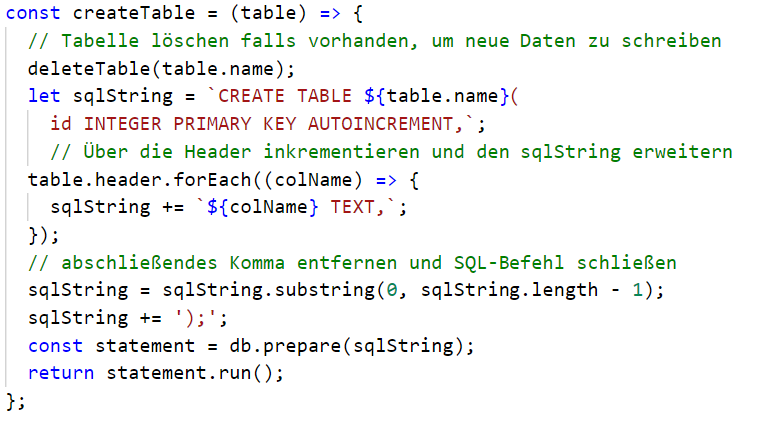 const createTable = (table) => {
  // Tabelle löschen falls vorhanden, um neue Daten zu schreiben
  deleteTable(table.name);
  let sqlString = `CREATE TABLE ${table.name}(
    id INTEGER PRIMARY KEY AUTOINCREMENT,`;
    // Über die Header inkrementieren und den sqlString erweitern
  table.header.forEach((colName) => {
    sqlString += `${colName} TEXT,`;
  });
  // abschließendes Komma entfernen und SQL-Befehl schließen
  sqlString = sqlString.substring(0, sqlString.length - 1);
  sqlString += ');';
  const statement = db.prepare(sqlString);
  return statement.run();
};